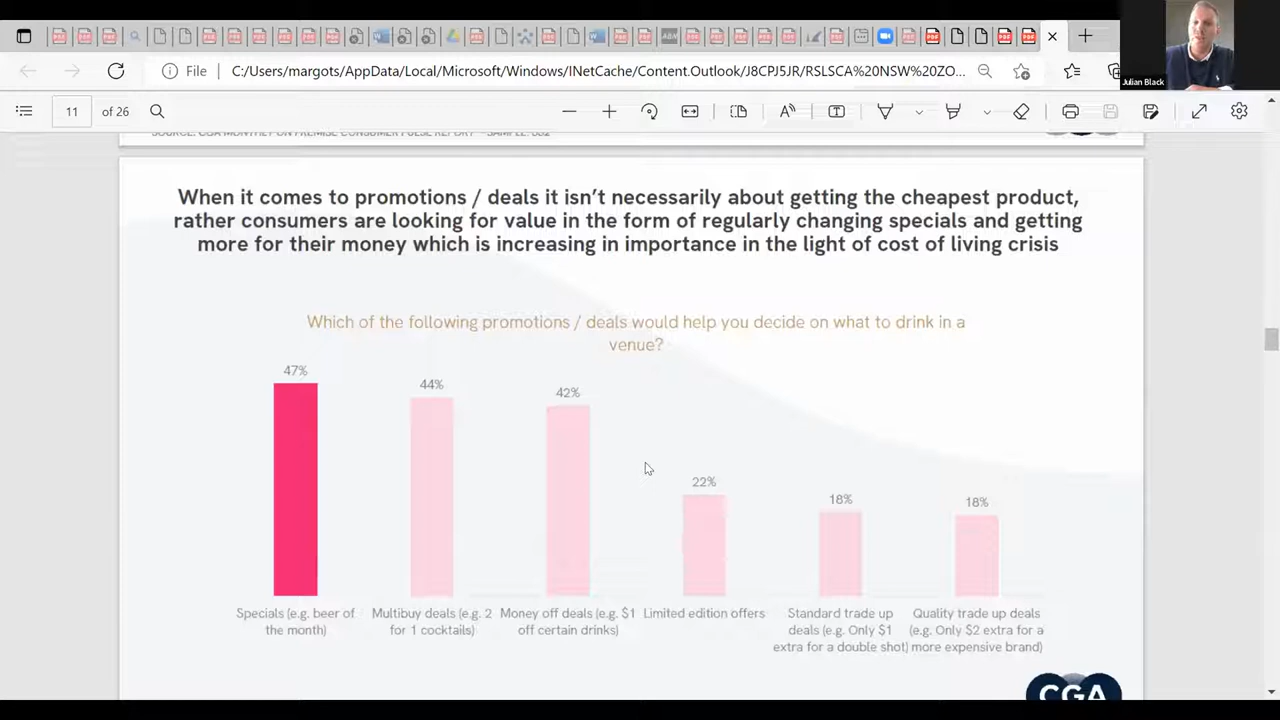 Julian Black
File
C:/Users/margots/AppData/Local/Microsoft/Windows/INetCache/Content.Outlook/J8CPJ5JR/RSLSCA%20NSW%20ZO...
11 of 26
When it comes to promotions / deals it isn't necessarily about getting the cheapest product,
rather consumers are looking for value in the form of regularly changing specials and getting
more for their money which is increasing in importance in the light of cost of living crisis
Which of the following promotions / deals would help you decide on what to drink in a
venue?
47%
44%
42%
22%
18%
18%
Specials (e.g. beer of
the month)
Multibuy deals (e.g. 2
for 1 cocktails)
Money off deals (e.g. $1
off certain drinks)
Limited edition offers
Standard trade up
deals (e.g. Only $1
extra for a double shot)
Quality trade up deals
(e.g. Only $2 extra for a
more expensive brand)
CGA